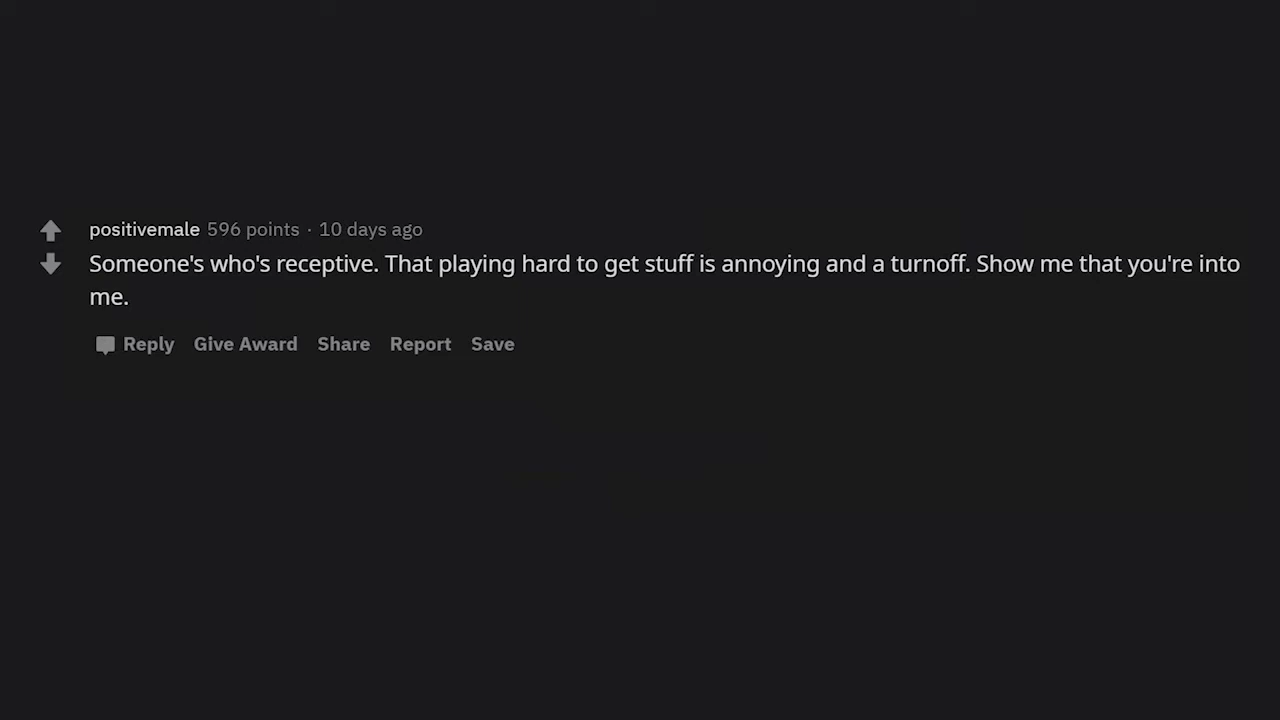 positivemale 596 points · 10 days ago
Someone's who's receptive. That playing hard to get stuff is annoying and a turnoff. Show me that you're into
me.
Reply Give Award Share Report Save